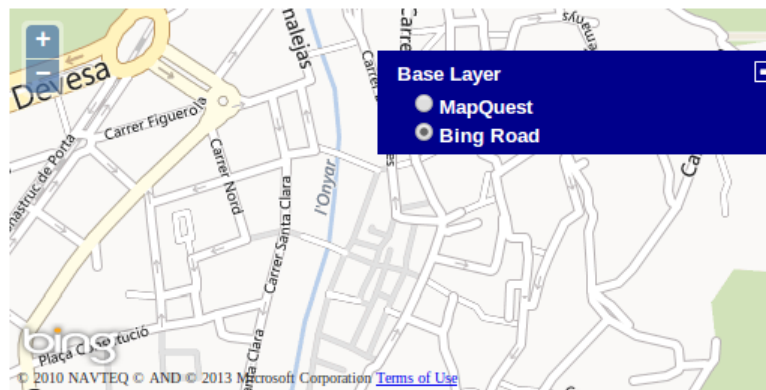 +
−
Devesa
Carrer Figuerola
Carrer Nord
Carrer Santa Clara
l'Onyar
Base Layer
MapQuest
Bing Road
bing
© 2010 NAVTEQ © AND © 2013 Microsoft Corporation Terms of Use